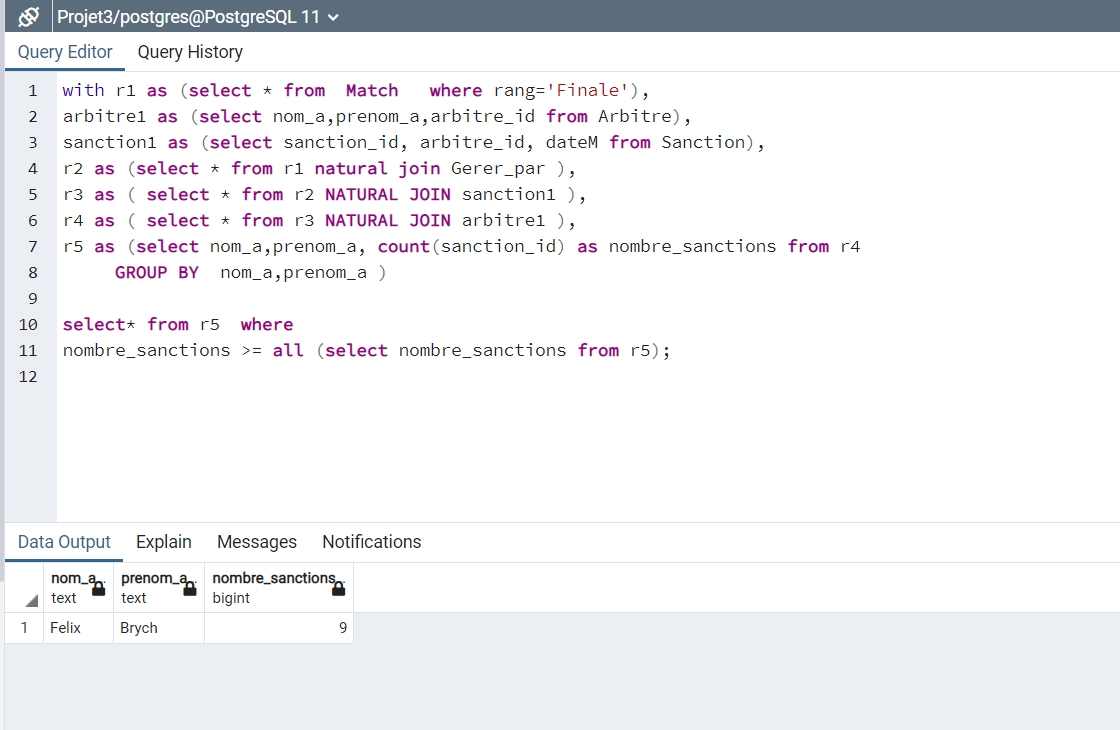 Projet3/postgres@PostgreSQL 11
Query Editor Query History
1 with r1 as (select * from Match where rang='Finale'),
2 arbitre1 as (select nom_a,prenom_a,arbitre_id from Arbitre),
3 sanction1 as (select sanction_id, arbitre_id, dateM from Sanction),
4 r2 as (select * from r1 natural join Gerer_par ),
5 r3 as ( select * from r2 NATURAL JOIN sanction1 ),
6 r4 as ( select * from r3 NATURAL JOIN arbitre1 ),
7 r5 as (select nom_a,prenom_a, count(sanction_id) as nombre_sanctions from r4
8 GROUP BY nom_a,prenom_a )
9
10 select* from r5 where
11 nombre_sanctions >= all (select nombre_sanctions from r5);
12
Data Output Explain Messages Notifications
nom_a prenom_a nombre_sanctions
text text bigint
1 Felix Brych 9